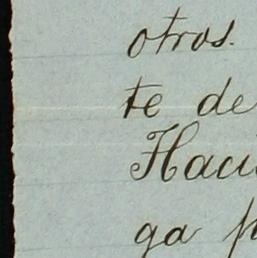 otros.
te de
Haci
ga p